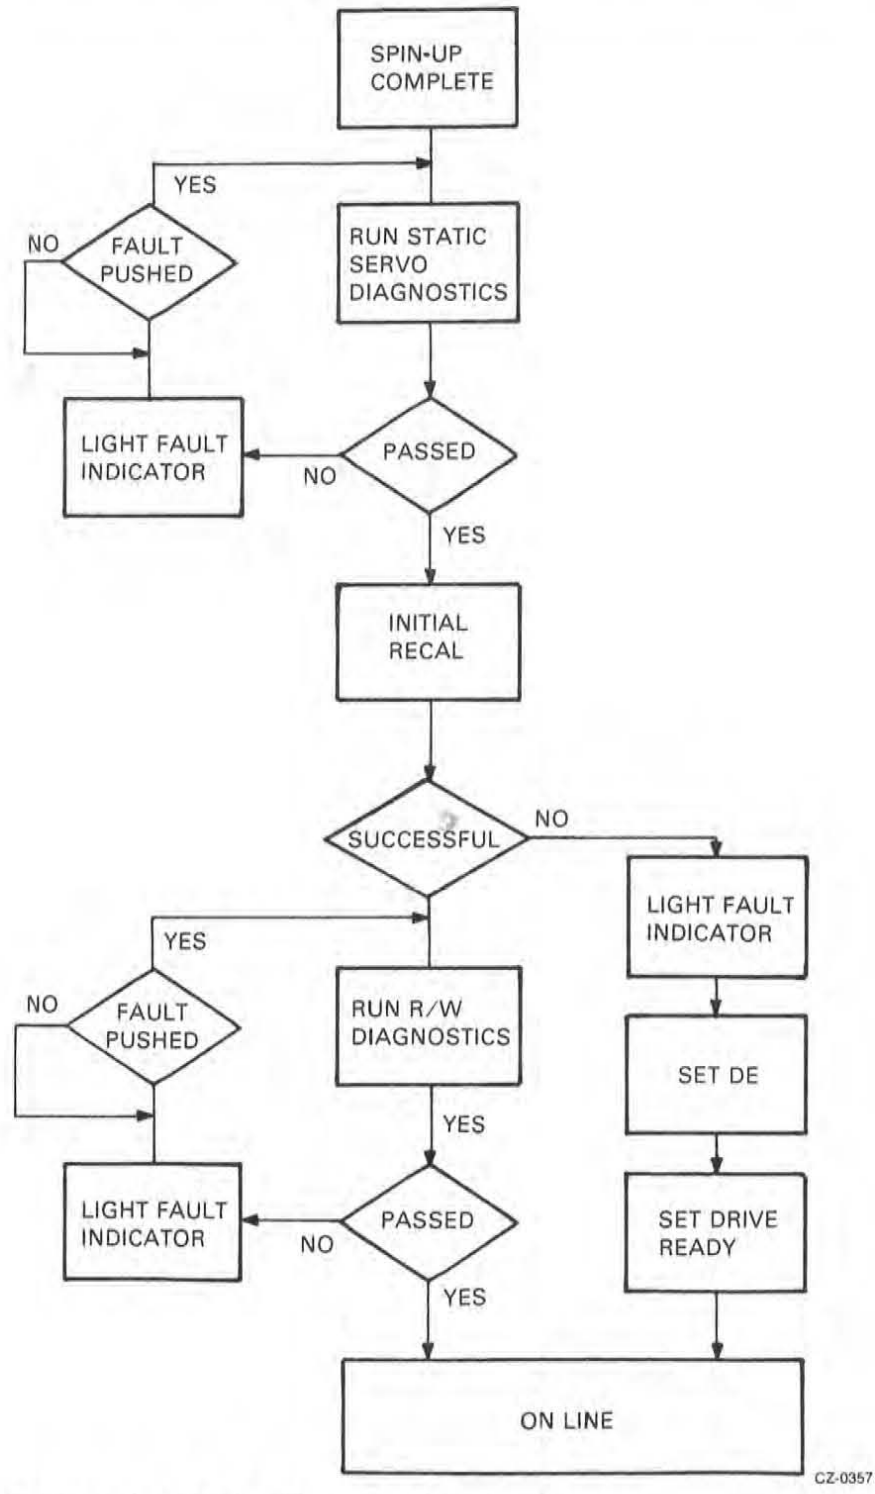 SPIN-UP
COMPLETE
YES
NO
FAULT
PUSHED
RUN STATIC
SERVO
DIAGNOSTICS
LIGHT FAULT
INDICATOR
NO
PASSED
YES
INITIAL
RECAL
SUCCESSFUL
NO
LIGHT FAULT
INDICATOR
YES
NO
FAULT
PUSHED
RUN R/W
DIAGNOSTICS
SET DE
YES
LIGHT FAULT
INDICATOR
NO
PASSED
SET DRIVE
READY
YES
ON LINE
CZ-0357